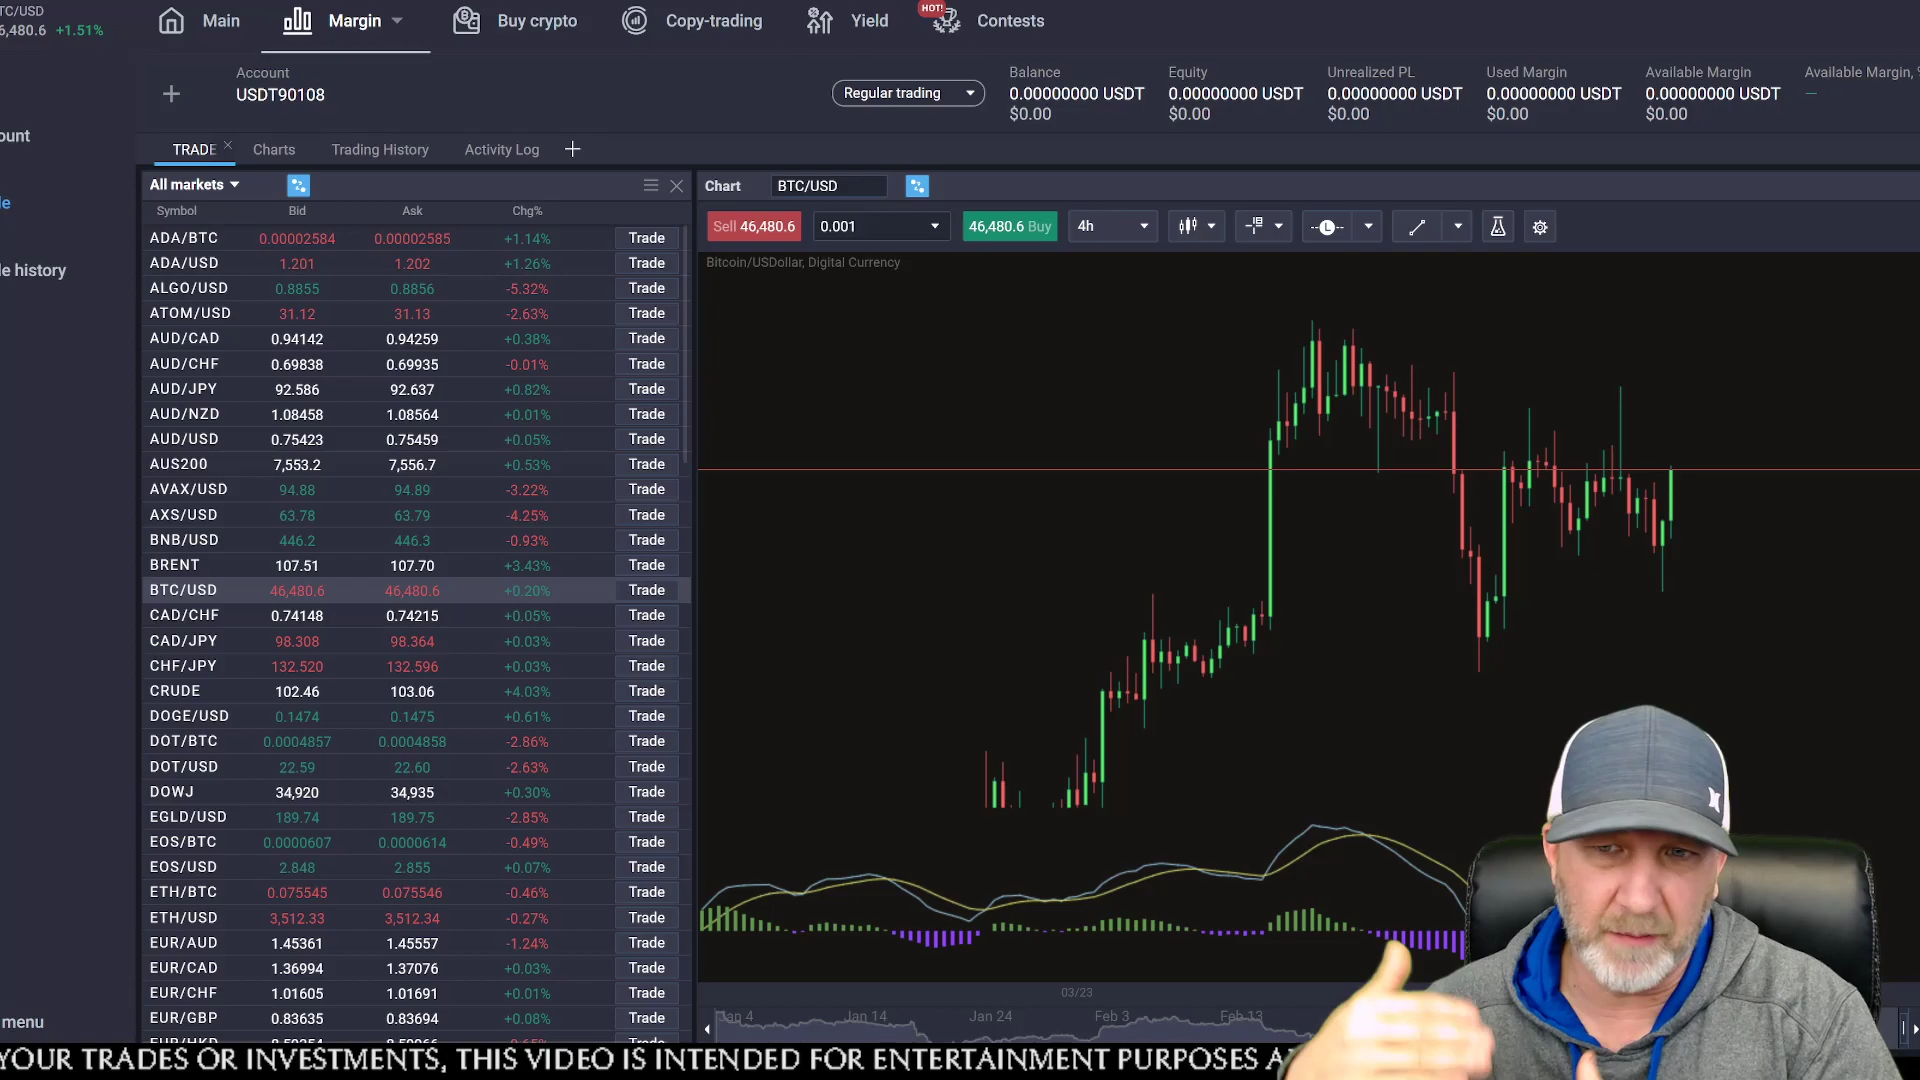 TC/USD
6,480.6 +1.51%
Main
Margin
Buy crypto
Copy-trading
Yield
HOT!
Contests
Account
USDT90108
Regular trading
Balance
0.00000000 USDT
$0.00
Equity
0.00000000 USDT
$0.00
Unrealized PL
0.00000000 USDT
$0.00
Used Margin
0.00000000 USDT
$0.00
Available Margin
0.00000000 USDT
$0.00
Available Margin,
ount
le
le history
menu
TRADE Charts Trading History Activity Log
All markets
Symbol Bid Ask Chg%
ADA/BTC 0.00002584 0.00002585 +1.14% Trade
ADA/USD 1.201 1.202 +1.26% Trade
ALGO/USD 0.8855 0.8856 -5.32% Trade
ATOM/USD 31.12 31.13 -2.63% Trade
AUD/CAD 0.94142 0.94259 +0.38% Trade
AUD/CHF 0.69838 0.69935 -0.01% Trade
AUD/JPY 92.586 92.637 +0.82% Trade
AUD/NZD 1.08458 1.08564 +0.01% Trade
AUD/USD 0.75423 0.75459 +0.05% Trade
AUS200 7,553.2 7,556.7 +0.53% Trade
AVAX/USD 94.88 94.89 -3.22% Trade
AXS/USD 63.78 63.79 -4.25% Trade
BNB/USD 446.2 446.3 -0.93% Trade
BRENT 107.51 107.70 +3.43% Trade
BTC/USD 46,480.6 46,480.6 +0.20% Trade
CAD/CHF 0.74148 0.74215 +0.05% Trade
CAD/JPY 98.308 98.364 +0.03% Trade
CHF/JPY 132.520 132.596 +0.03% Trade
CRUDE 102.46 103.06 +4.03% Trade
DOGE/USD 0.1474 0.1475 +0.61% Trade
DOT/BTC 0.0004857 0.0004858 -2.86% Trade
DOT/USD 22.59 22.60 -2.63% Trade
DOWJ 34,920 34,935 +0.30% Trade
EGLD/USD 189.74 189.75 -2.85% Trade
EOS/BTC 0.0000607 0.0000614 -0.49% Trade
EOS/USD 2.848 2.855 +0.07% Trade
ETH/BTC 0.075545 0.075546 -0.46% Trade
ETH/USD 3,512.33 3,512.34 -0.27% Trade
EUR/AUD 1.45361 1.45557 -1.24% Trade
EUR/CAD 1.36994 1.37076 +0.03% Trade
EUR/CHF 1.01605 1.01691 +0.01% Trade
EUR/GBP 0.83635 0.83694 +0.08% Trade
Chart BTC/USD
Sell 46,480.6 0.001 46,480.6 Buy 4h
L
Bitcoin/USDollar, Digital Currency
03/23
Jan 4 Jan 14 Jan 24 Feb 3 Feb 13
YOUR TRADES OR INVESTMENTS, THIS VIDEO IS INTENDED FOR ENTERTAINMENT PURPOSES A